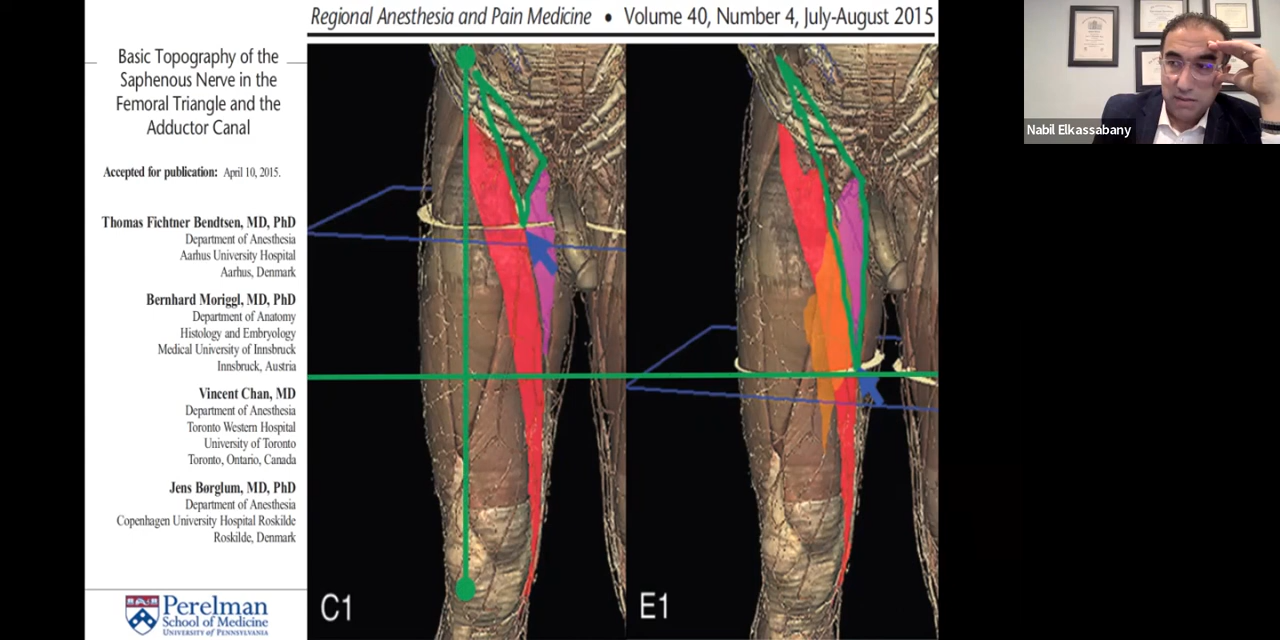 Regional Anesthesia and Pain Medicine • Volume 40, Number 4, July-August 2015
Basic Topography of the
Saphenous Nerve in the
Femoral Triangle and the
Adductor Canal
Accepted for publication: April 10, 2015.
Thomas Fichtner Bendtsen, MD, PhD
Department of Anesthesia
Aarhus University Hospital
Aarhus, Denmark
Bernhard Moriggl, MD, PhD
Department of Anatomy
Histology and Embryology
Medical University of Innsbruck
Innsbruck, Austria
Vincent Chan, MD
Department of Anesthesia
Toronto Western Hospital
University of Toronto
Toronto, Ontario, Canada
Jens Børglum, MD, PhD
Department of Anesthesia
Copenhagen University Hospital Roskilde
Roskilde, Denmark
Perelman
School of Medicine
UNIVERSITY of PENNSYLVANIA
C1
E1
Nabil Elkassabany